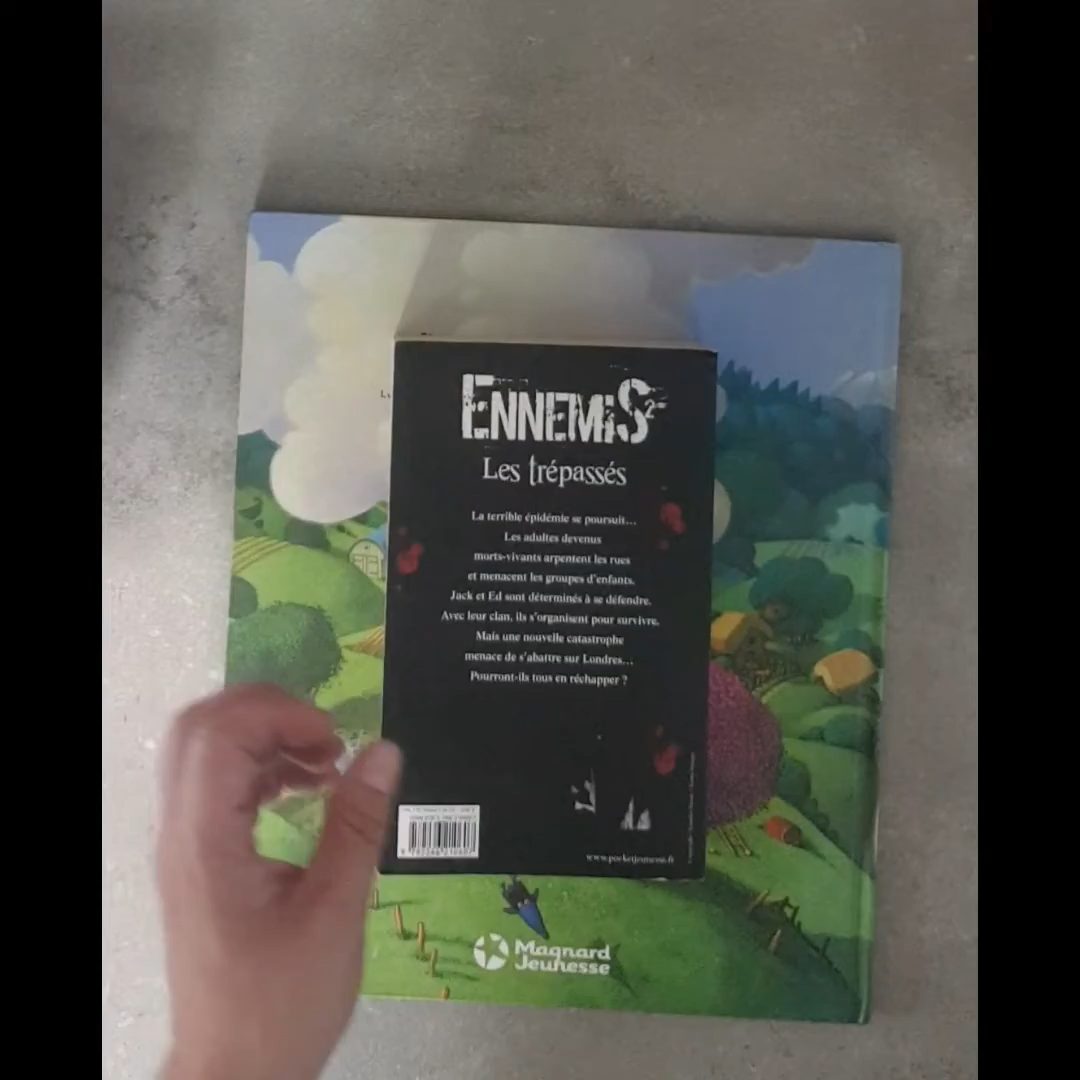 ENNEMIS 2
Les trépassés
La terrible épidémie se poursuit...
Les adultes devenus
morts-vivants arpentent les rues
et menacent les groupes d'enfants.
Jack et Ed sont déterminés à se défendre.
Avec leur clan, ils s'organisent pour survivre.
Mais une nouvelle catastrophe
menace de s'abattre sur Londres...
Pourront-ils tous en réchapper ?
www.pocketjeunesse.fr
Magnard
Jeunesse